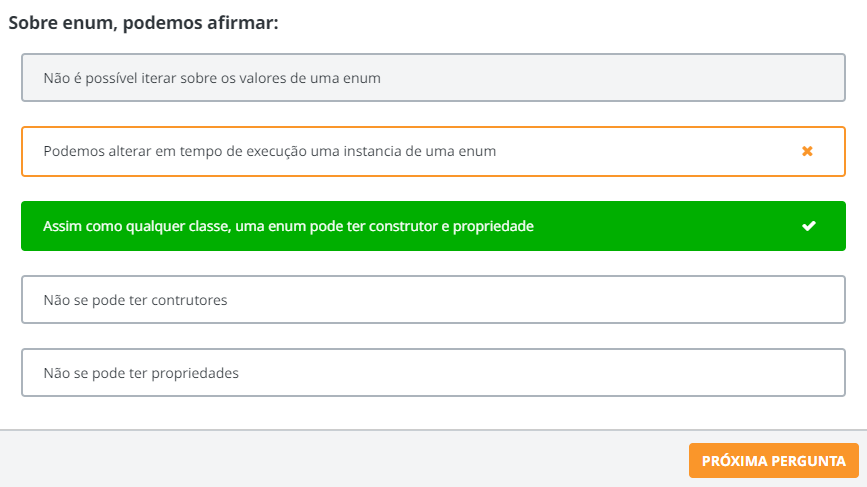 Sobre enum, podemos afirmar:
Não é possível iterar sobre os valores de uma enum
Podemos alterar em tempo de execução uma instancia de uma enum
Assim como qualquer classe, uma enum pode ter construtor e propriedade
Não se pode ter contrutores
Não se pode ter propriedades
PRÓXIMA PERGUNTA